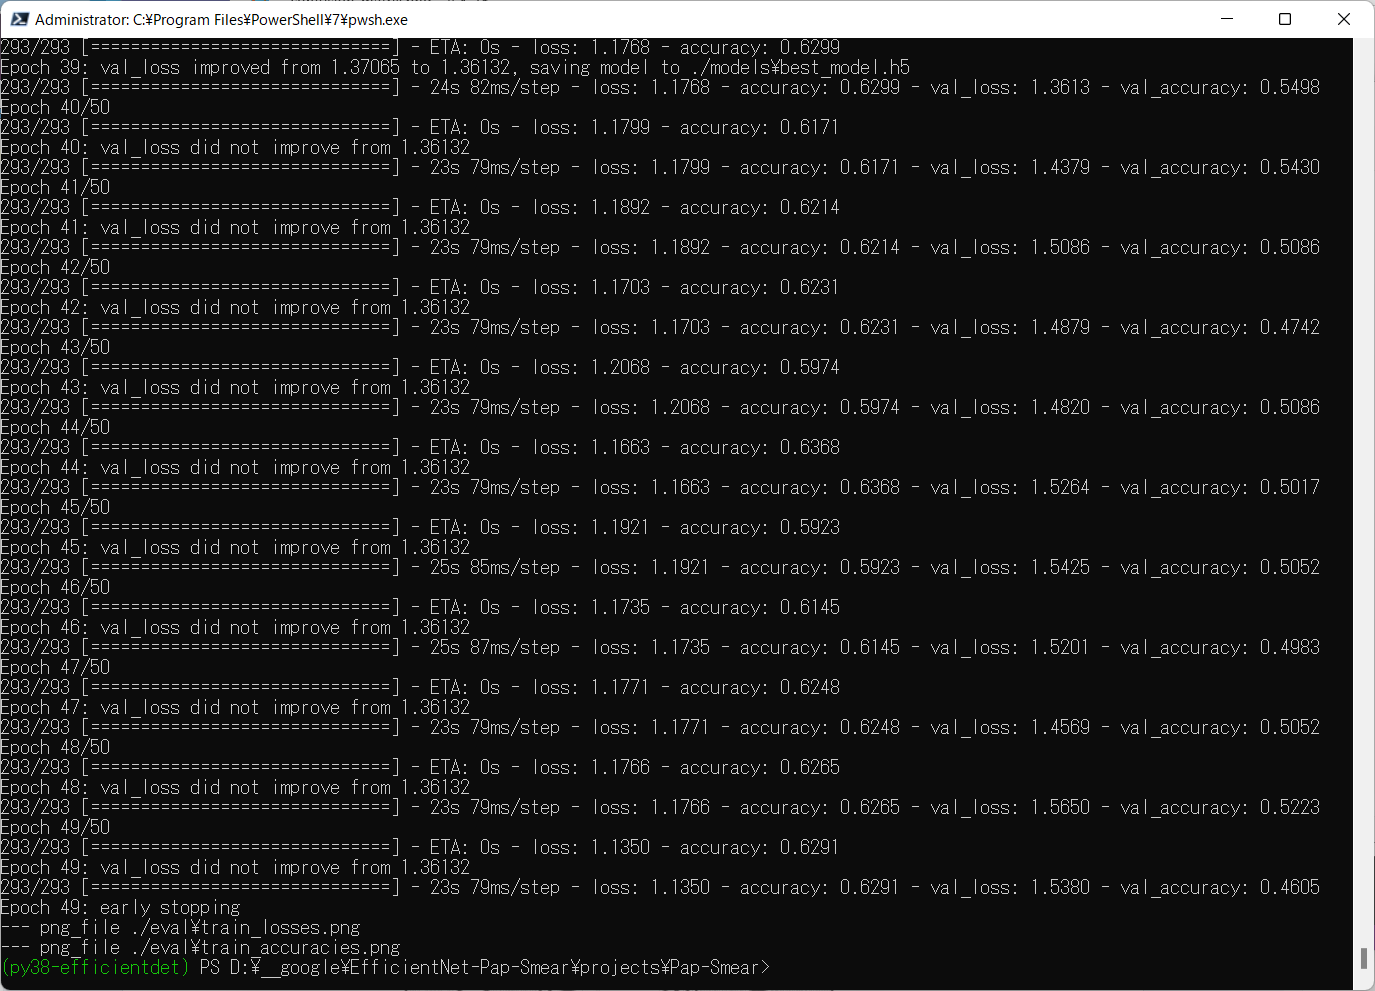 Administrator: C:¥Program Files¥PowerShell¥7¥pwsh.exe
293/293 [==============================] - ETA: 0s - loss: 1.1768 - accuracy: 0.6299
Epoch 39: val_loss improved from 1.37065 to 1.36132, saving model to ./models¥best_model.h5
293/293 [==============================] - 24s 82ms/step - loss: 1.1768 - accuracy: 0.6299 - val_loss: 1.3613 - val_accuracy: 0.5498
Epoch 40/50
293/293 [==============================] - ETA: 0s - loss: 1.1799 - accuracy: 0.6171
Epoch 40: val_loss did not improve from 1.36132
293/293 [==============================] - 23s 79ms/step - loss: 1.1799 - accuracy: 0.6171 - val_loss: 1.4379 - val_accuracy: 0.5430
Epoch 41/50
293/293 [==============================] - ETA: 0s - loss: 1.1892 - accuracy: 0.6214
Epoch 41: val_loss did not improve from 1.36132
293/293 [==============================] - 23s 79ms/step - loss: 1.1892 - accuracy: 0.6214 - val_loss: 1.5086 - val_accuracy: 0.5086
Epoch 42/50
293/293 [==============================] - ETA: 0s - loss: 1.1703 - accuracy: 0.6231
Epoch 42: val_loss did not improve from 1.36132
293/293 [==============================] - 23s 79ms/step - loss: 1.1703 - accuracy: 0.6231 - val_loss: 1.4879 - val_accuracy: 0.4742
Epoch 43/50
293/293 [==============================] - ETA: 0s - loss: 1.2068 - accuracy: 0.5974
Epoch 43: val_loss did not improve from 1.36132
293/293 [==============================] - 23s 79ms/step - loss: 1.2068 - accuracy: 0.5974 - val_loss: 1.4820 - val_accuracy: 0.5086
Epoch 44/50
293/293 [==============================] - ETA: 0s - loss: 1.1663 - accuracy: 0.6368
Epoch 44: val_loss did not improve from 1.36132
293/293 [==============================] - 23s 79ms/step - loss: 1.1663 - accuracy: 0.6368 - val_loss: 1.5264 - val_accuracy: 0.5017
Epoch 45/50
293/293 [==============================] - ETA: 0s - loss: 1.1921 - accuracy: 0.5923
Epoch 45: val_loss did not improve from 1.36132
293/293 [==============================] - 25s 85ms/step - loss: 1.1921 - accuracy: 0.5923 - val_loss: 1.5425 - val_accuracy: 0.5052
Epoch 46/50
293/293 [==============================] - ETA: 0s - loss: 1.1735 - accuracy: 0.6145
Epoch 46: val_loss did not improve from 1.36132
293/293 [==============================] - 25s 87ms/step - loss: 1.1735 - accuracy: 0.6145 - val_loss: 1.5201 - val_accuracy: 0.4983
Epoch 47/50
293/293 [==============================] - ETA: 0s - loss: 1.1771 - accuracy: 0.6248
Epoch 47: val_loss did not improve from 1.36132
293/293 [==============================] - 23s 79ms/step - loss: 1.1771 - accuracy: 0.6248 - val_loss: 1.4569 - val_accuracy: 0.5052
Epoch 48/50
293/293 [==============================] - ETA: 0s - loss: 1.1766 - accuracy: 0.6265
Epoch 48: val_loss did not improve from 1.36132
293/293 [==============================] - 23s 79ms/step - loss: 1.1766 - accuracy: 0.6265 - val_loss: 1.5650 - val_accuracy: 0.5223
Epoch 49/50
293/293 [==============================] - ETA: 0s - loss: 1.1350 - accuracy: 0.6291
Epoch 49: val_loss did not improve from 1.36132
293/293 [==============================] - 23s 79ms/step - loss: 1.1350 - accuracy: 0.6291 - val_loss: 1.5380 - val_accuracy: 0.4605
Epoch 49: early stopping
--- png_file ./eval¥train_losses.png
--- png_file ./eval¥train_accuracies.png
(py38-efficientdet) PS D:¥__google¥EfficientNet-Pap-Smear¥projects¥Pap-Smear>